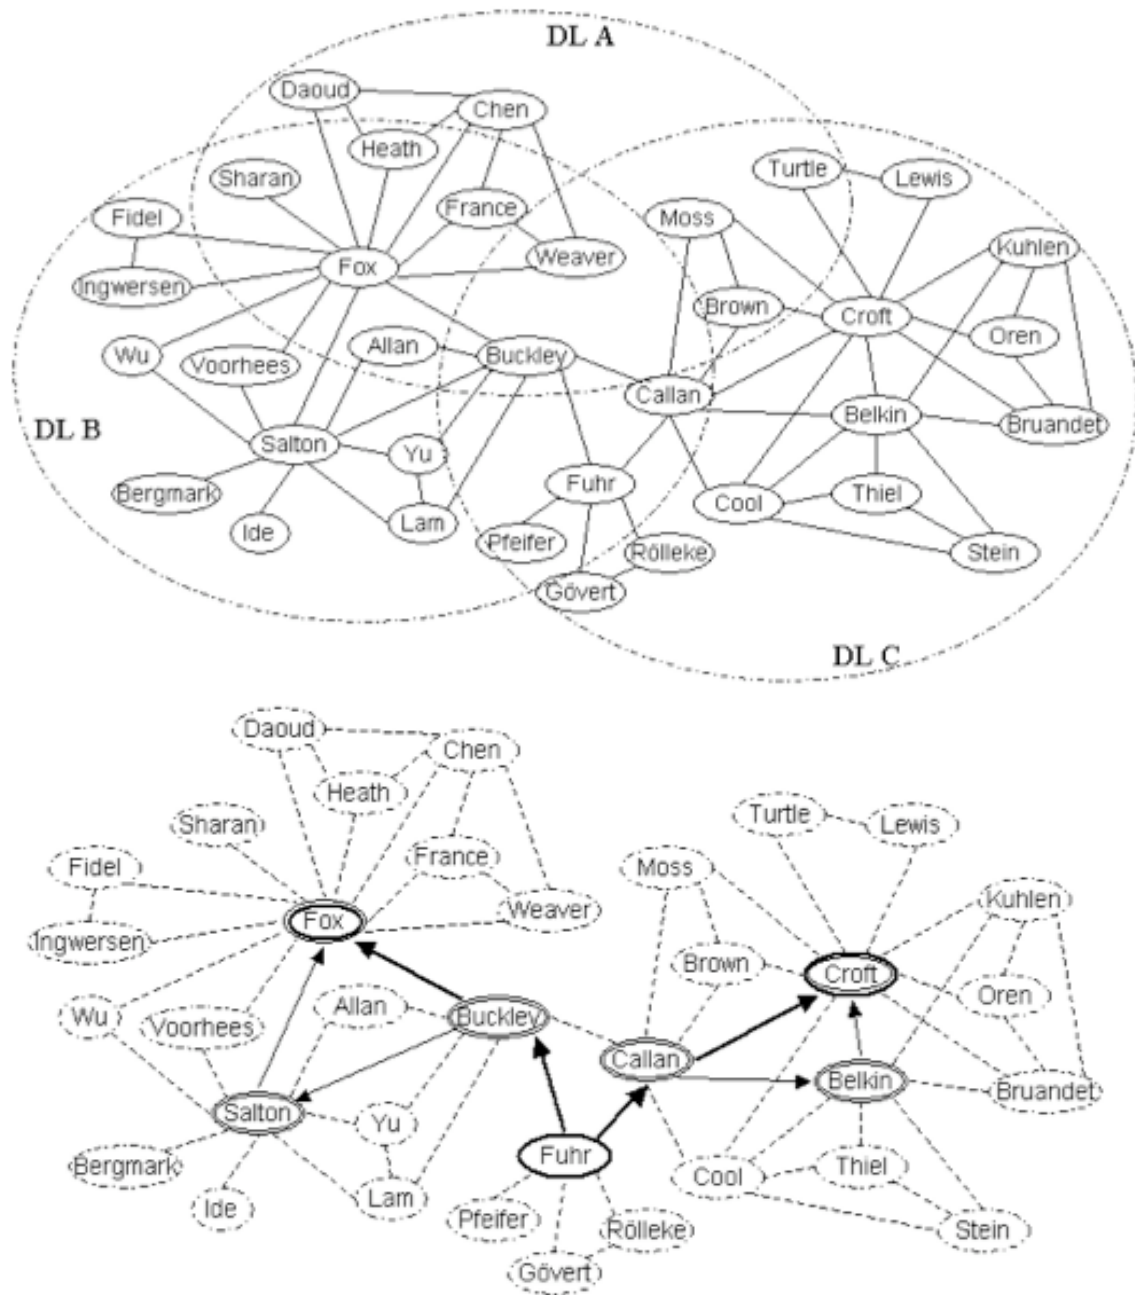 DL A
Daoud
Chen
Heath
Sharan
Turtle
Lewis
Fidel
France
Moss
Kuhlen
Fox
Weaver
Ingwersen
Brown
Croft
Oren
Wu
Voorhees
Allan
Buckley
Callan
Belkin
Bruandet
DL B
Salton
Yu
Bergmark
Fuhr
Cool
Thiel
Ide
Lam
Pfeifer
Rölleke
Stein
Gövert
DL C
Daoud
Chen
Heath
Sharan
Turtle
Lewis
Fidel
France
Moss
Kuhlen
Fox
Weaver
Ingwersen
Brown
Croft
Oren
Wu
Voorhees
Allan
Buckley
Callan
Belkin
Bruandet
Salton
Yu
Bergmark
Fuhr
Cool
Thiel
Ide
Lam
Pfeifer
Rölleke
Stein
Gövert